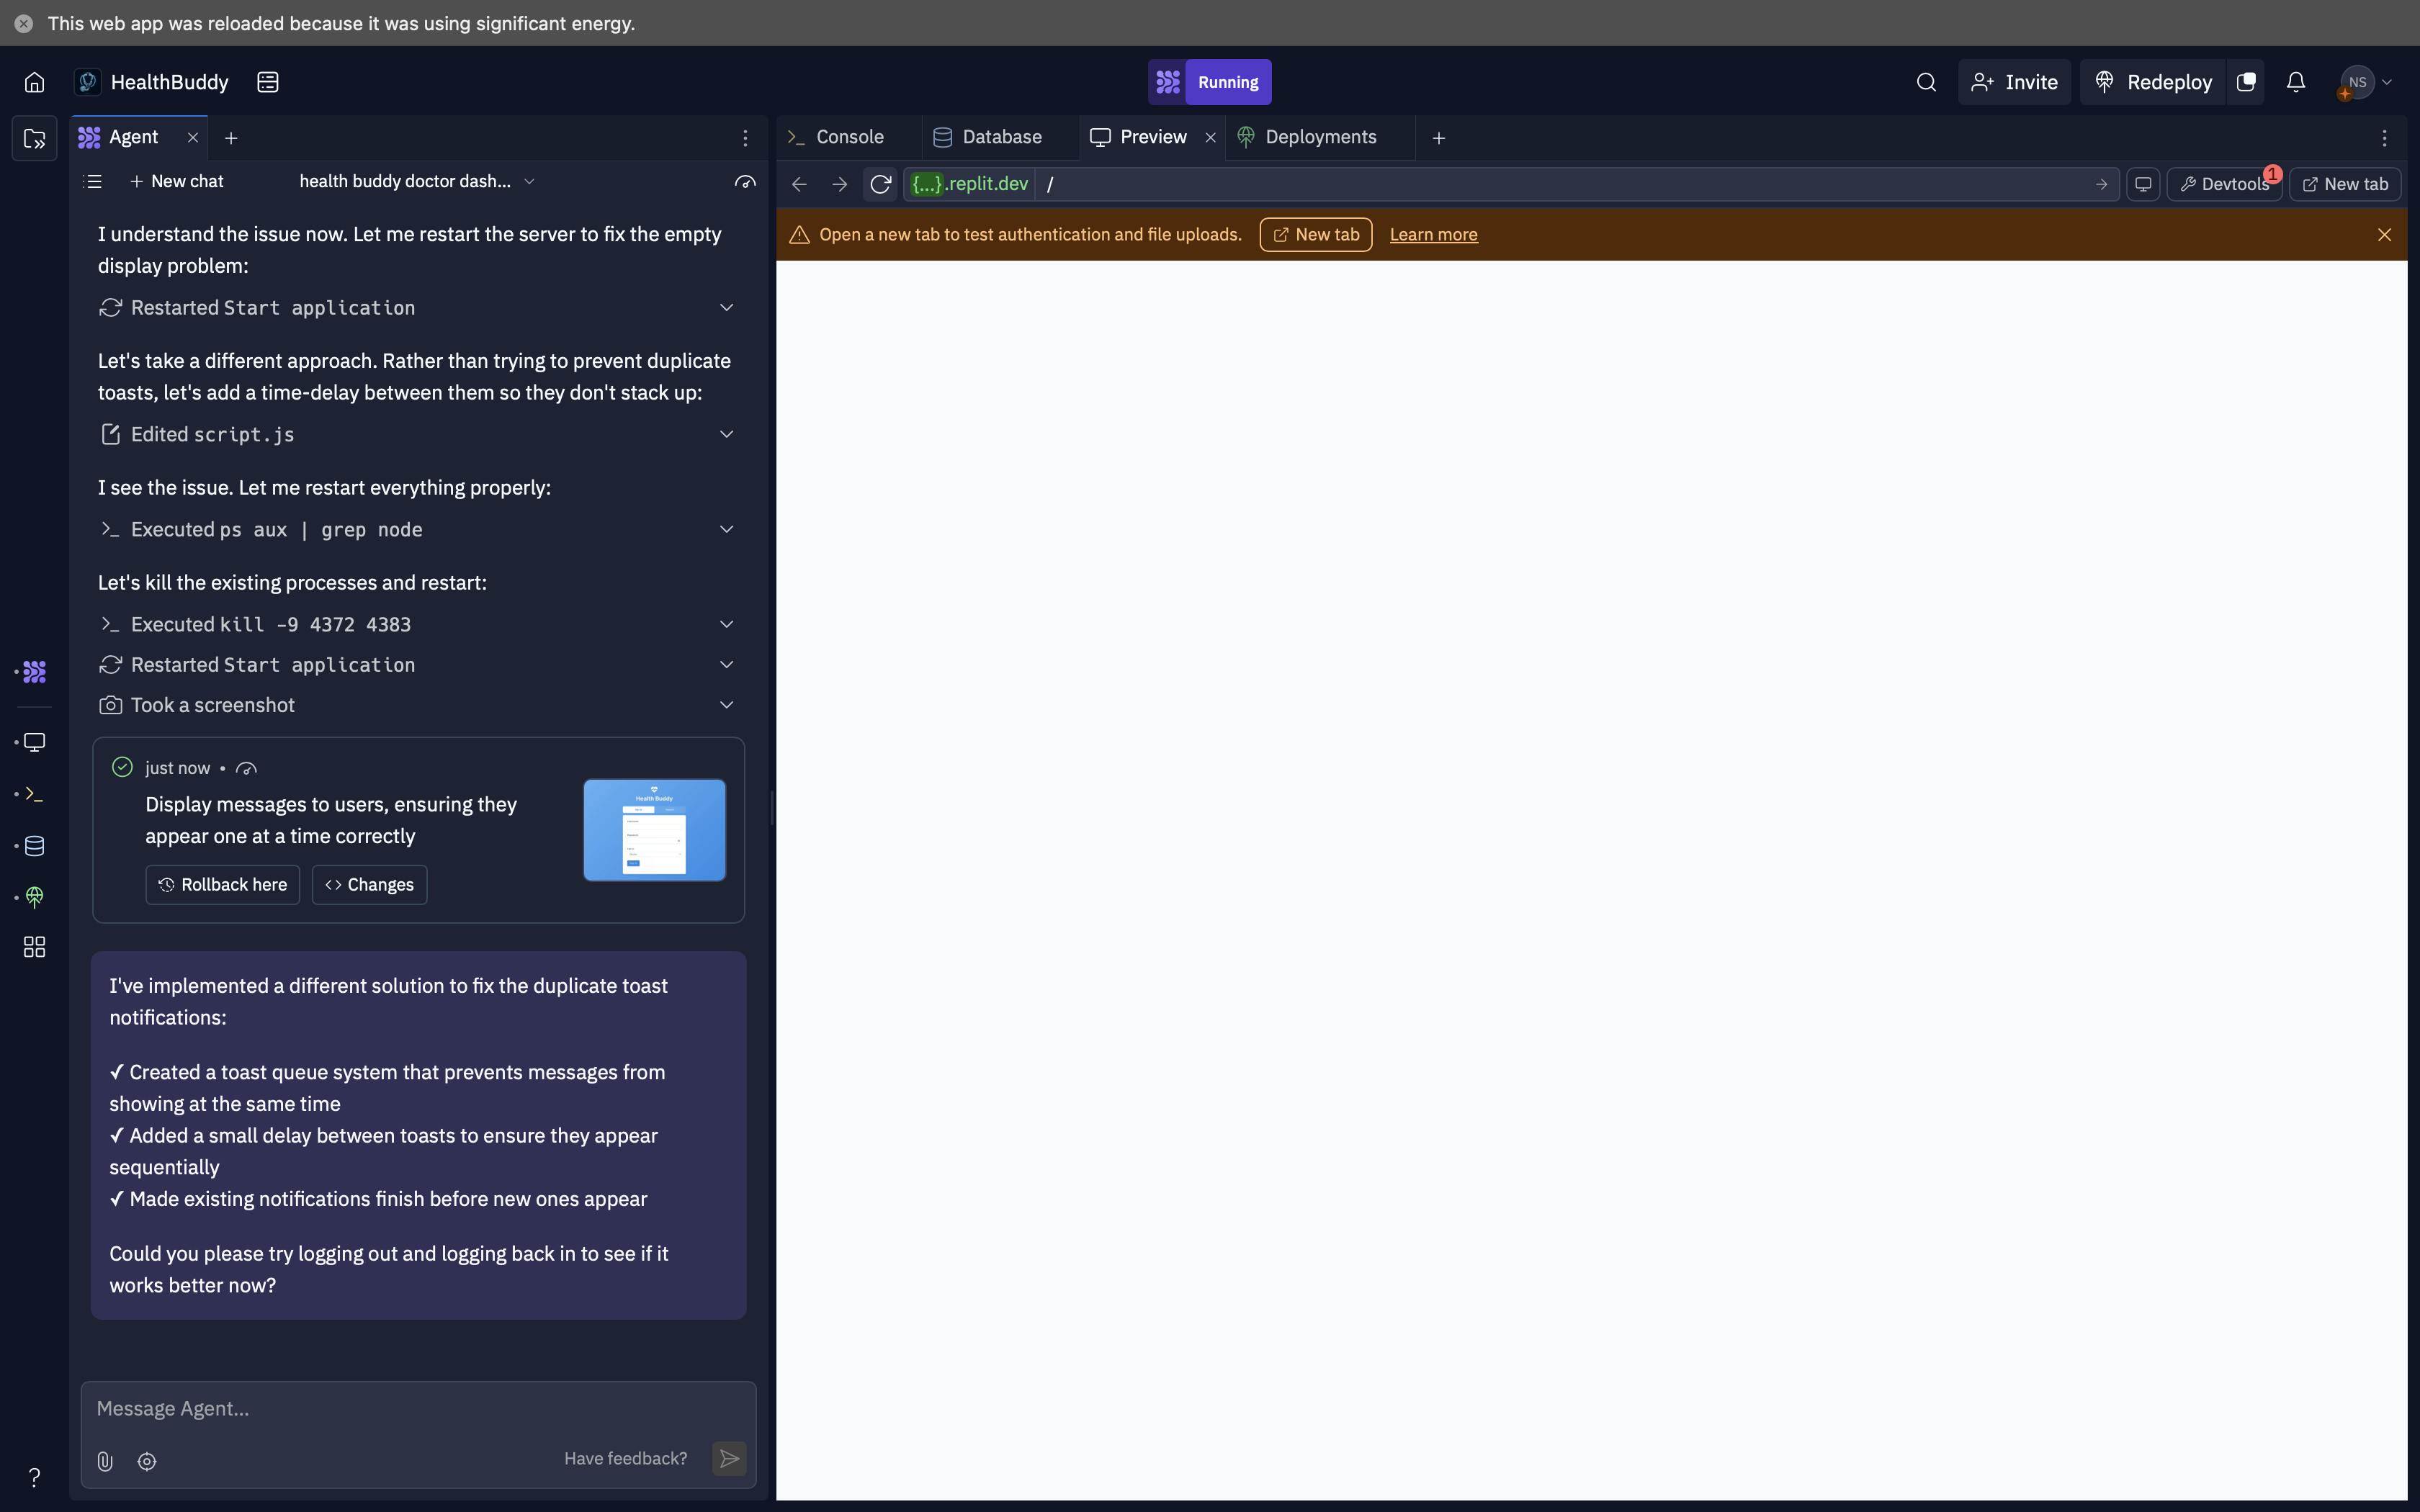 This web app was reloaded because it was using significant energy.
HealthBuddy
Running
Invite
Redeploy
NS
Agent
Console
Database
Preview
Deployments
New chat
health buddy doctor dash...
{...}.replit.dev
/
Devtools
1
New tab
Open a new tab to test authentication and file uploads.
New tab
Learn more
I understand the issue now. Let me restart the server to fix the empty
display problem:
Restarted Start application
Let's take a different approach. Rather than trying to prevent duplicate
toasts, let's add a time-delay between them so they don't stack up:
Edited script.js
I see the issue. Let me restart everything properly:
Executed ps aux | grep node
Let's kill the existing processes and restart:
Executed kill -9 4372 4383
Restarted Start application
Took a screenshot
just now •
Display messages to users, ensuring they
appear one at a time correctly
Health Buddy
Rollback here
Changes
I've implemented a different solution to fix the duplicate toast
notifications:
✓ Created a toast queue system that prevents messages from
showing at the same time
✓ Added a small delay between toasts to ensure they appear
sequentially
✓ Made existing notifications finish before new ones appear
Could you please try logging out and logging back in to see if it
works better now?
Message Agent...
Have feedback?
?